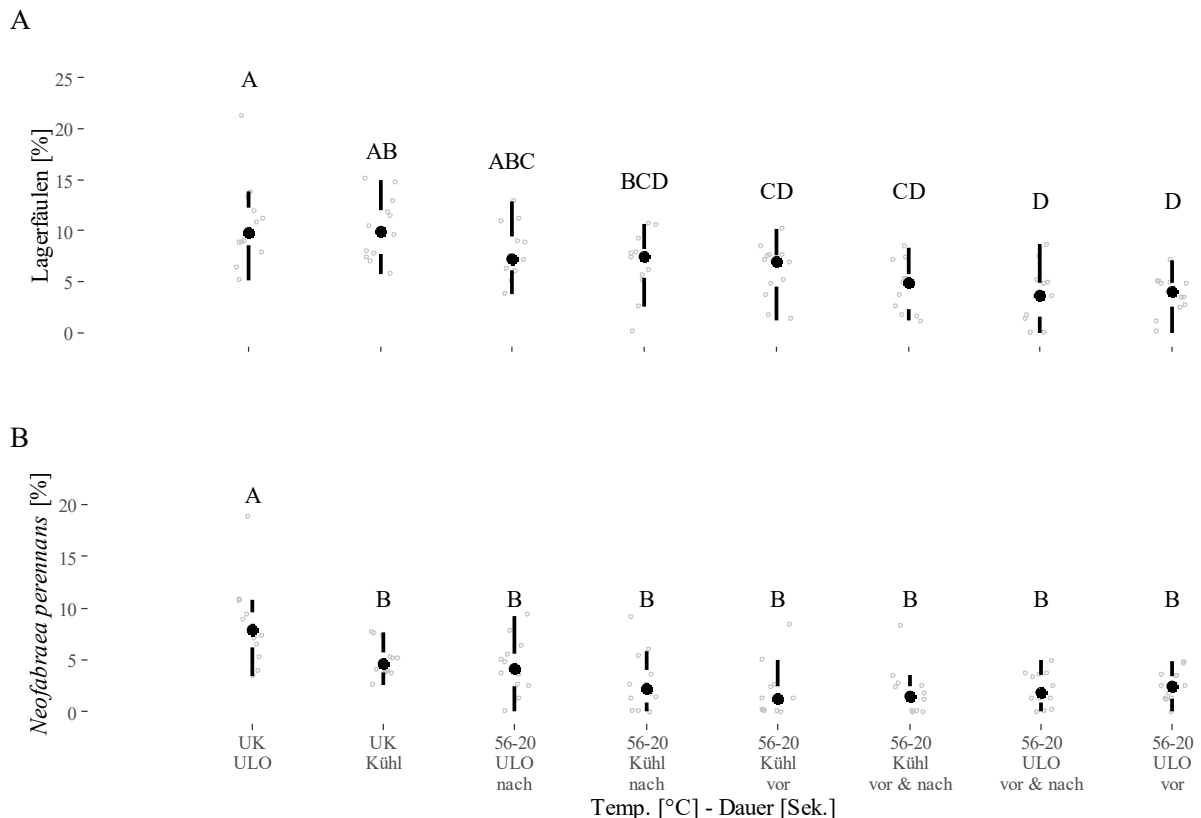 A
Lagerfäulen [%]
25
20
15
10
5
0
A
AB
ABC
BCD
CD
CD
D
D
B
Neofabraea perennans [%]
20
15
10
5
0
A
B
B
B
B
B
B
B
UK
ULO
UK
Kühl
56-20
ULO
nach
56-20
Kühl
nach
56-20
Kühl
vor
56-20
Kühl
vor & nach
56-20
ULO
vor & nach
56-20
ULO
vor
Temp. [°C] - Dauer [Sek.]